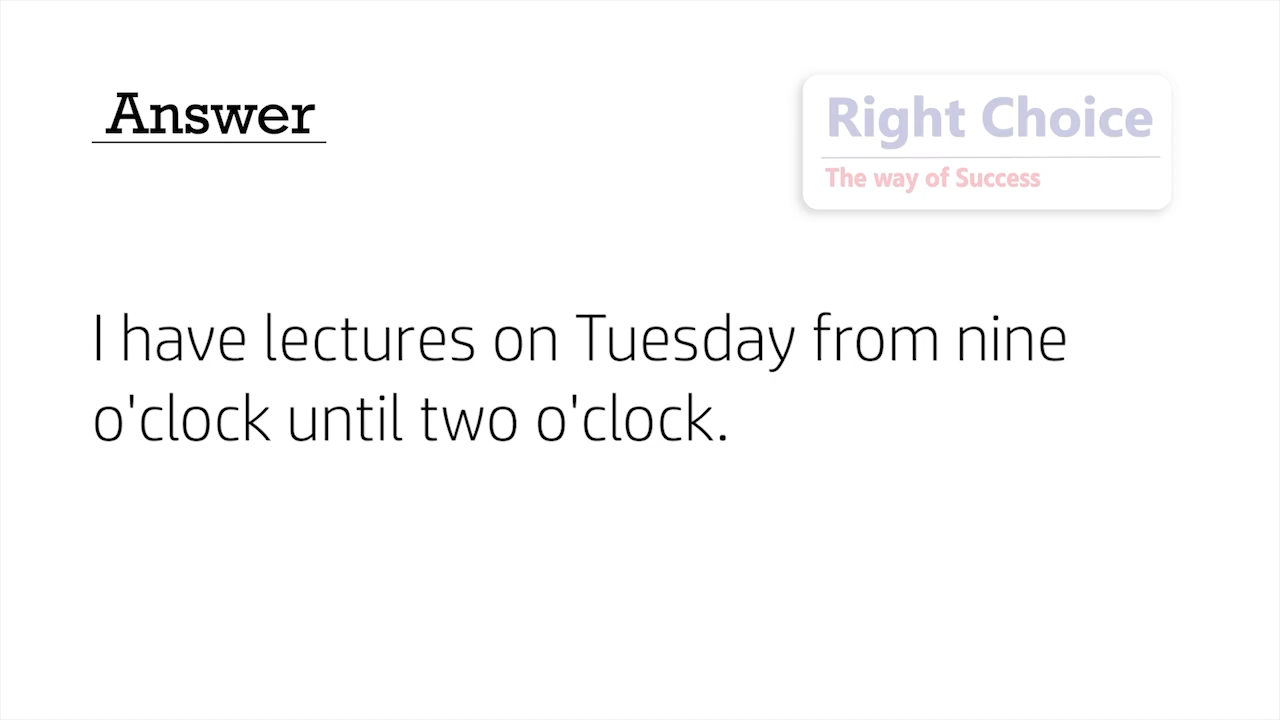 Answer
Right Choice
The way of Success
I have lectures on Tuesday from nine
o'clock until two o'clock.